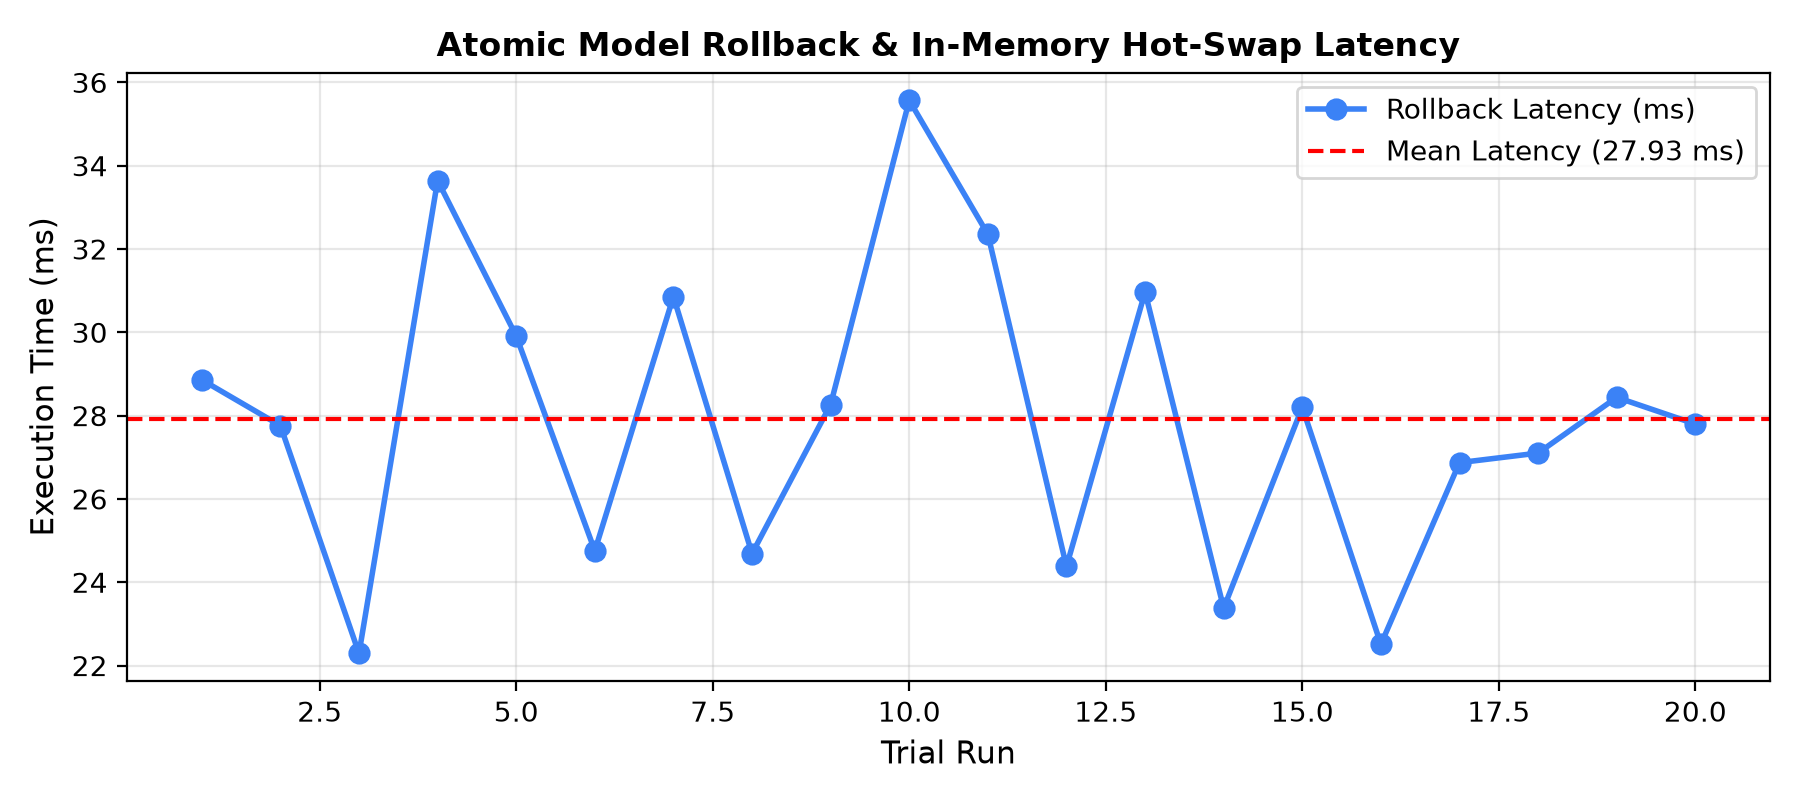 Atomic Model Rollback & In-Memory Hot-Swap Latency
Rollback Latency (ms)
Mean Latency (27.93 ms)
Execution Time (ms)
36
34
32
30
28
26
24
22
2.5 5.0 7.5 10.0 12.5 15.0 17.5 20.0
Trial Run